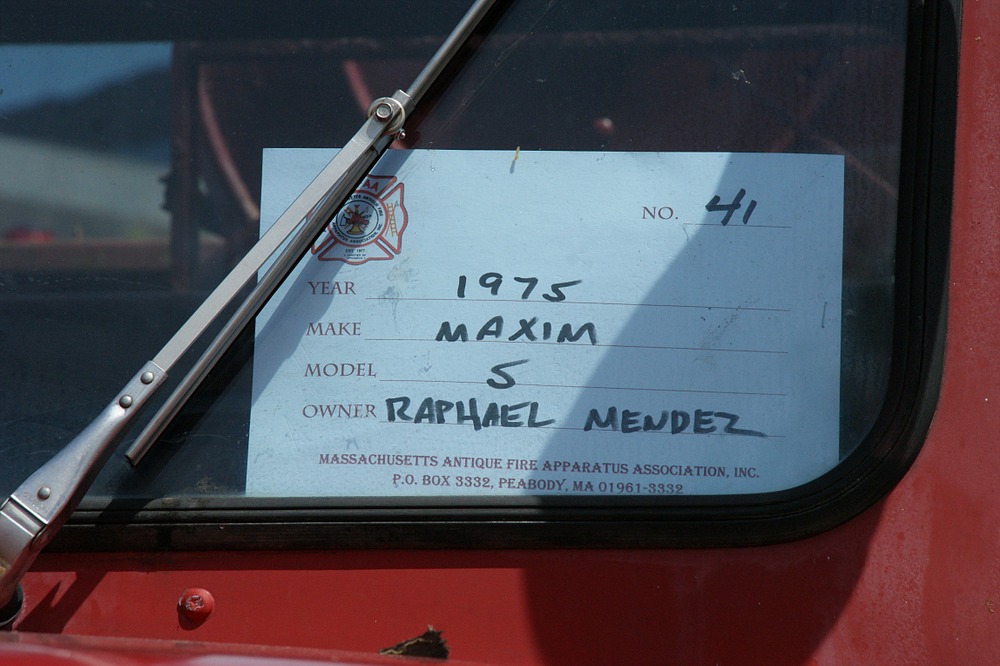 NO. 41
YEAR 1975
MAKE MAXIM
MODEL S
OWNER RAPHAEL MENDEZ
MASSACHUSETTS ANTIQUE FIRE APPARATUS ASSOCIATION, INC.
P.O. BOX 3332, PEABODY, MA 01961-3332